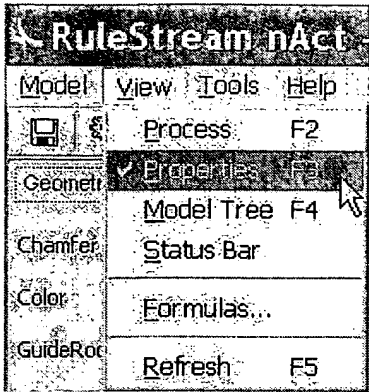 RuleStream nAct
Model View Tools Help
Process F2
Geometr
✓ Properties F3
Model Tree F4
Chamfer
Status Bar
Color
Formulas...
GuideRod
Refresh F5